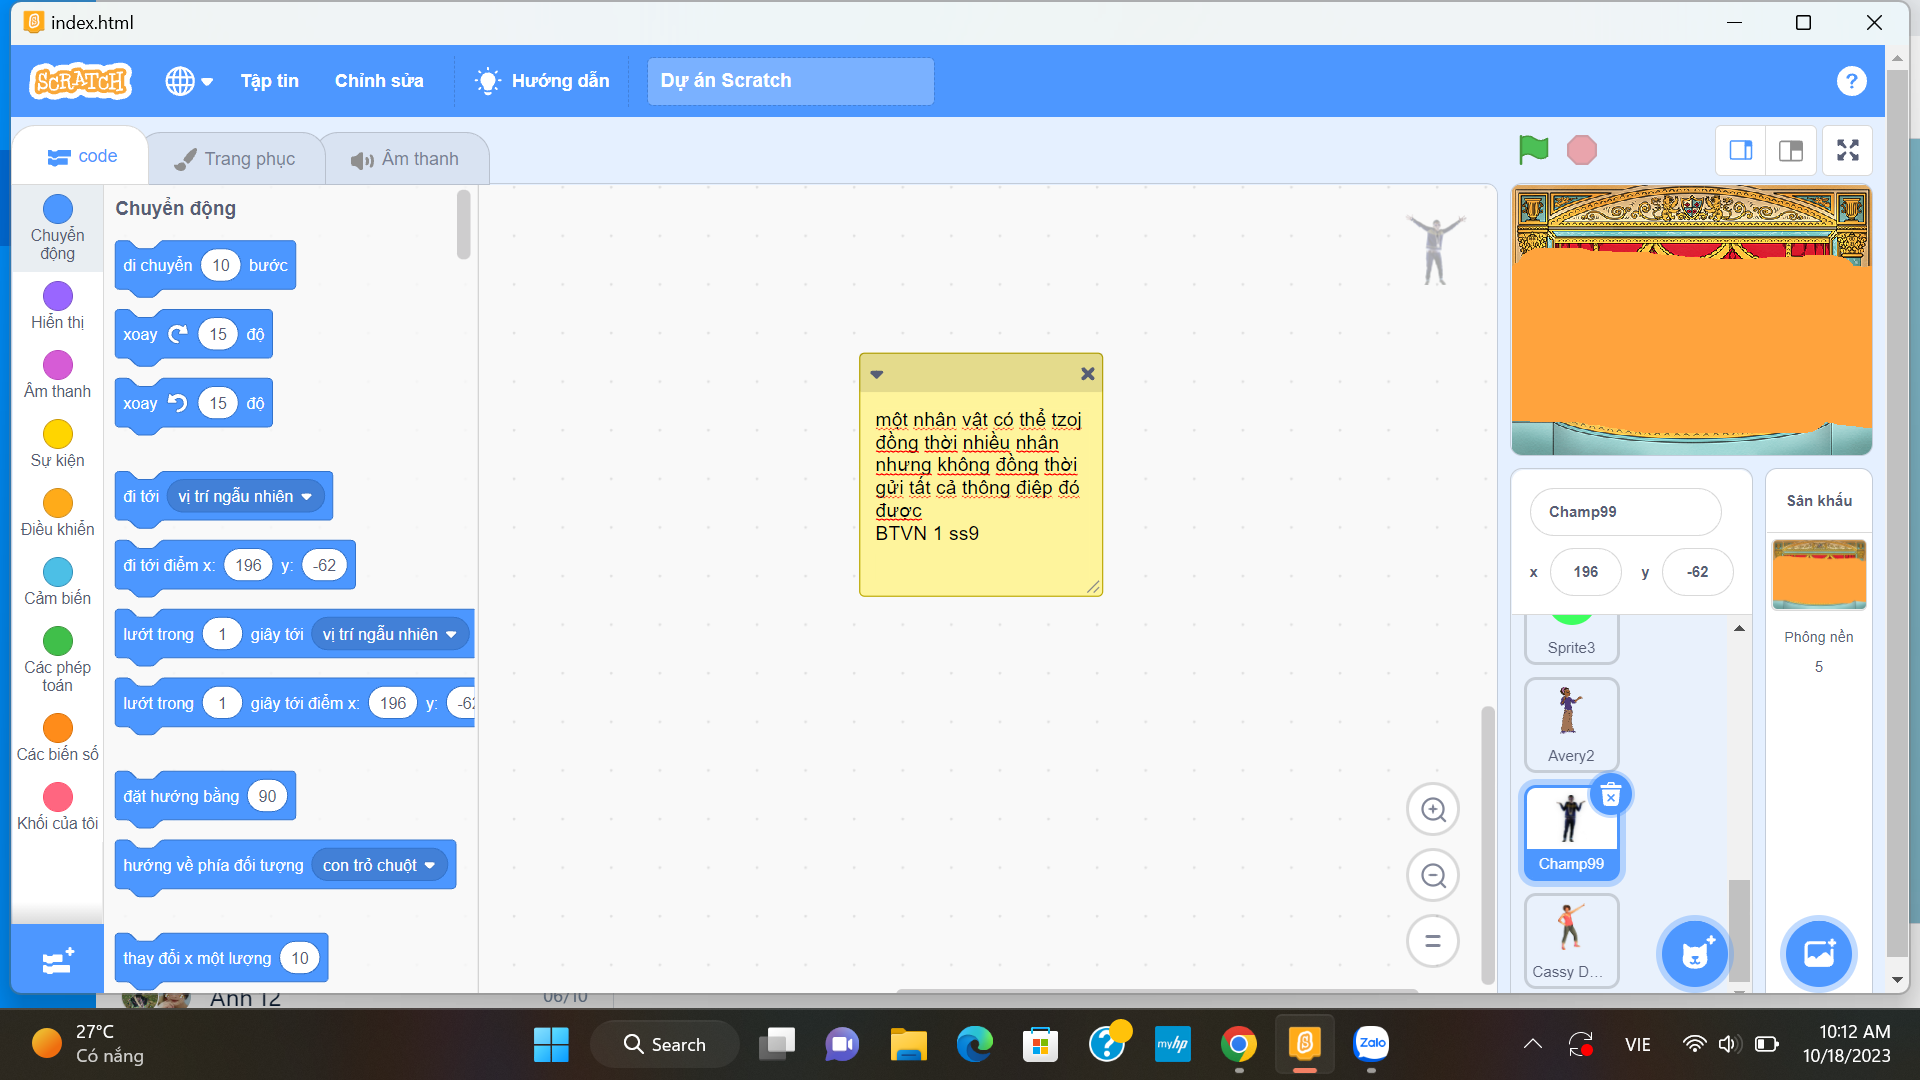 index.html
SCRATCH
Tập tin
Chỉnh sửa
Hướng dẫn
Dự án Scratch
?
code
Trang phục
Âm thanh
Chuyển động
Hiển thị
Âm thanh
Sự kiện
Điều khiển
Cảm biến
Các phép toán
Các biến số
Khối của tôi
Chuyển động
di chuyển 10 bước
xoay 15 độ
xoay 15 độ
đi tới vị trí ngẫu nhiên
đi tới điểm x: 196 y: -62
lướt trong 1 giây tới vị trí ngẫu nhiên
lướt trong 1 giây tới điểm x: 196 y: -62
đặt hướng bằng 90
hướng về phía đối tượng con trỏ chuột
thay đổi x một lượng 10
một nhân vật có thể tzoj
đồng thời nhiều nhân
nhưng không đồng thời
gửi tất cả thông điệp đó
được
BTVN 1 ss9
Champ99
x 196 y -62
Sprite3
Avery2
Champ99
Cassy D...
Sân khấu
Phông nền
5
Anh 12
06/10
27°C
Có nắng
Search
myhp
Zalo
VIE
10:12 AM
10/18/2023